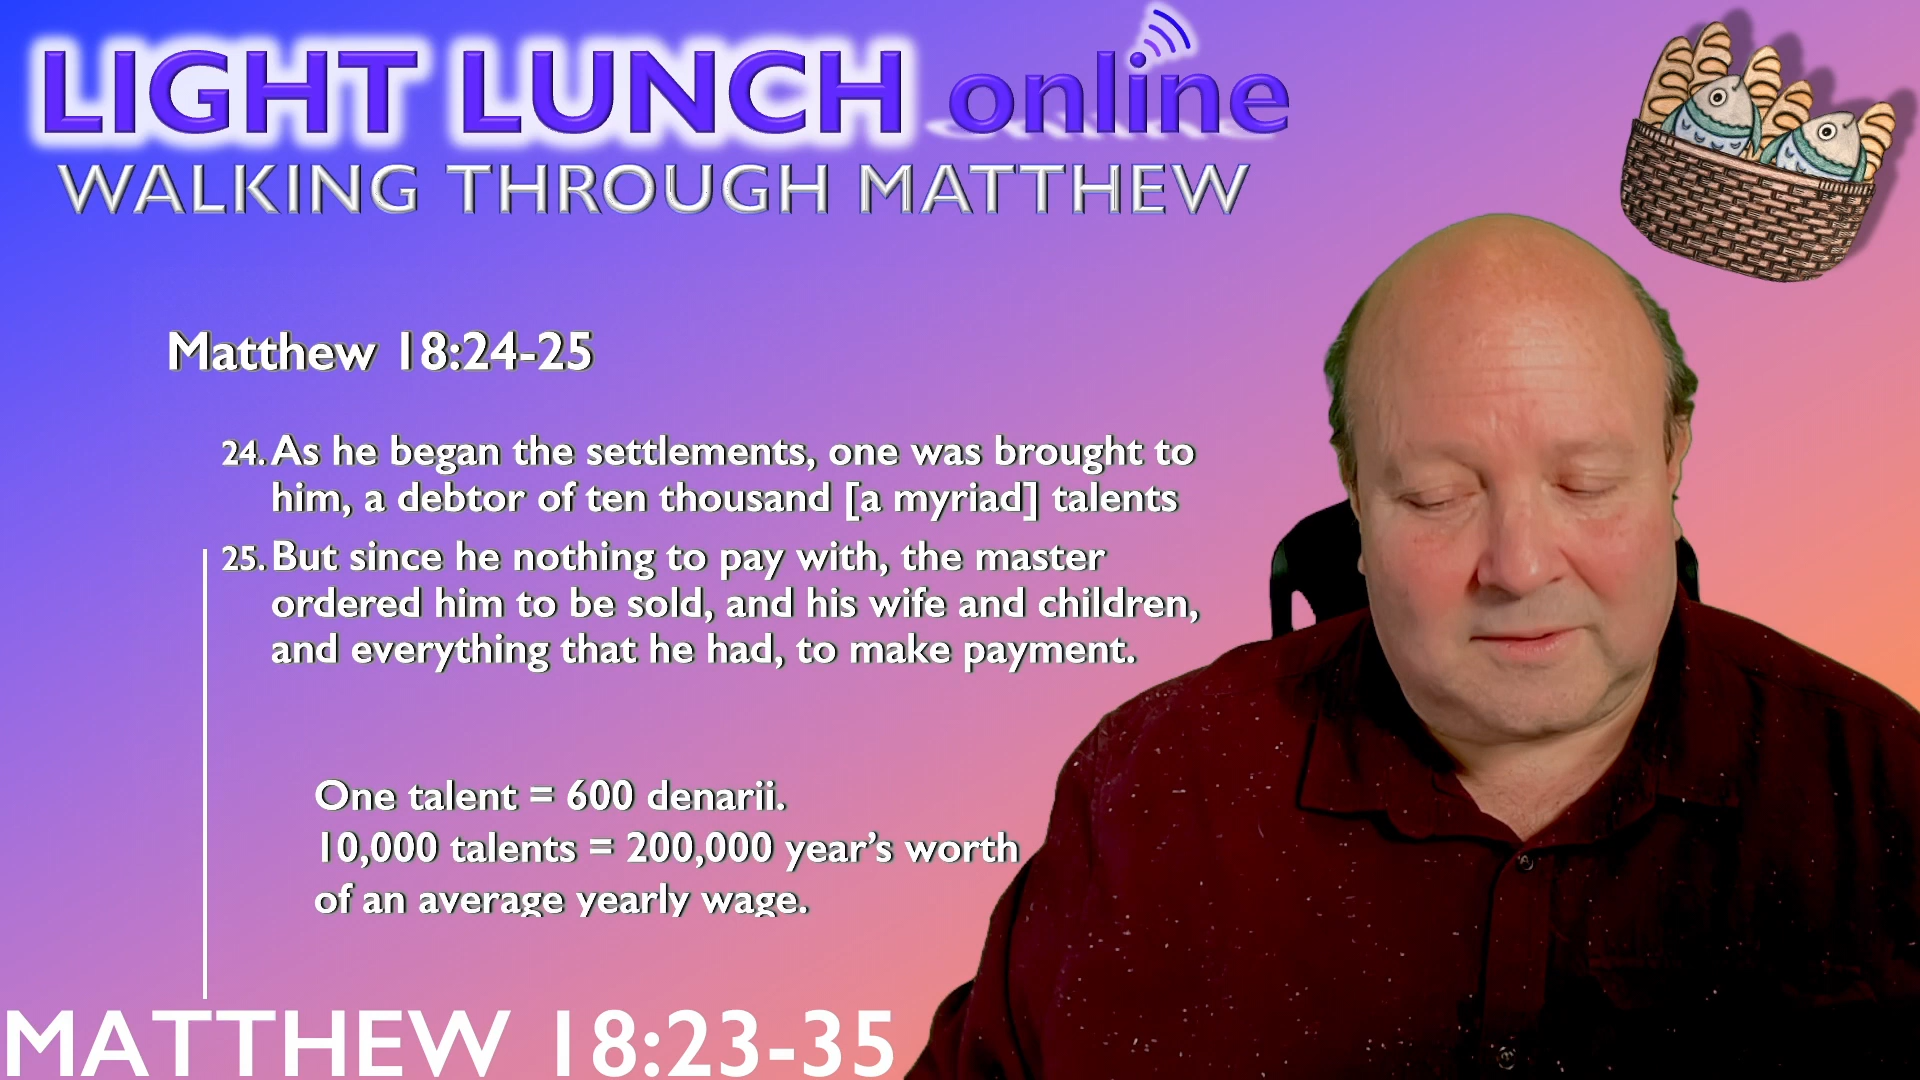 LIGHT LUNCH online
WALKING THROUGH MATTHEW
Matthew 18:24-25
24. As he began the settlements, one was brought to
him, a debtor of ten thousand [a myriad] talents
25. But since he nothing to pay with, the master
ordered him to be sold, and his wife and children,
and everything that he had, to make payment.
One talent = 600 denarii.
10,000 talents = 200,000 year's worth
of an average yearly wage.
MATTHEW 18:23-35